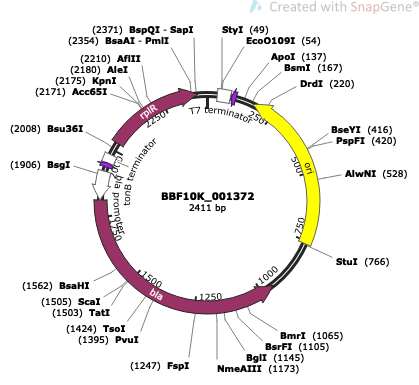 Created with SnapGene®
(2371) BspQI - SapI
(2354) BsaAI - PmlI
(2210) AflII
(2180) AleI
(2175) KpnI
(2171) Acc65I
(2008) Bsu36I
(1906) BsgI
StyI (49)
EcoO109I (54)
ApoI (137)
BsmI (167)
DrdI (220)
BseYI (416)
PspFI (420)
AlwNI (528)
StuI (766)
BmrI (1065)
BsrFI (1105)
BglI (1145)
NmeAIII (1173)
(1247) FspI
(1395) PvuI
(1424) TsoI
(1503) TatI
(1505) ScaI
(1562) BsaHI
T7 terminator
rplR
ori
bla
bla promoter
tonB terminator
250
500
750
1000
1250
1500
1750
2250
BBF10K_001372
2411 bp